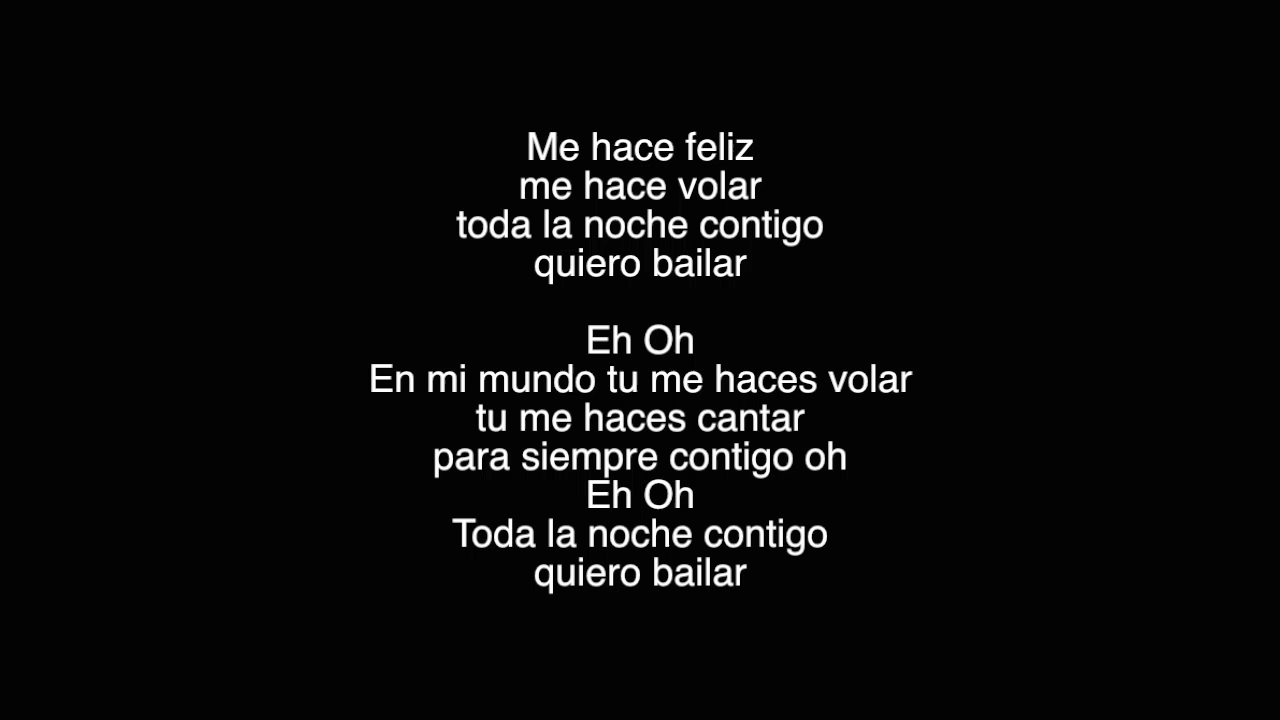 Me hace feliz
me hace volar
toda la noche contigo
quiero bailar
Eh Oh
En mi mundo tu me haces volar
tu me haces cantar
para siempre contigo oh
Eh Oh
Toda la noche contigo
quiero bailar